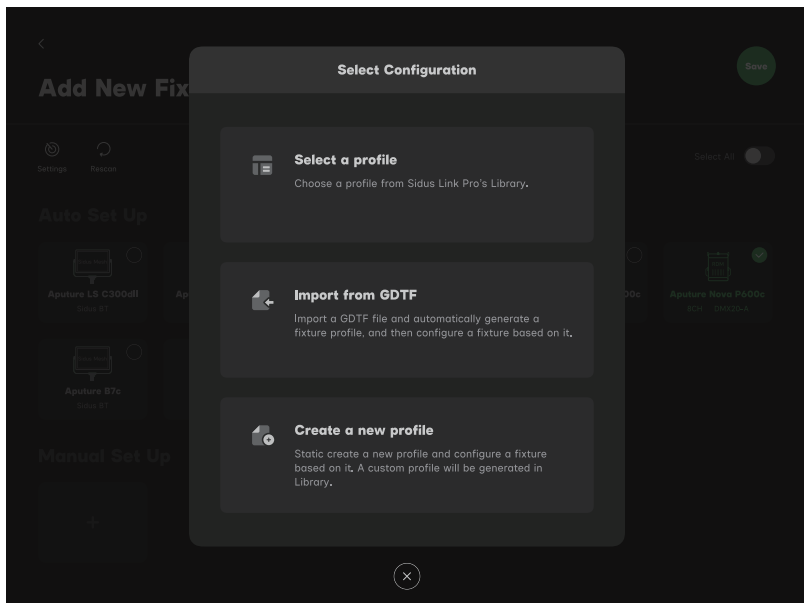 Select Configuration
Add New Fix
Save
Settings
Rescan
Select All
Select a profile
Choose a profile from Sidus Link Pro's Library.
Auto Set Up
Import from GDTF
Import a GDTF file and automatically generate a
fixture profile, and then configure a fixture based on it.
Aputure LS C300dII
Sidus BT
Ap
00c
Aputure Nova P600c
8CH
DMX20-A
Create a new profile
Static create a new profile and configure a fixture
based on it. A custom profile will be generated in
Library.
Aputure B7c
Sidus BT
Manual Set Up